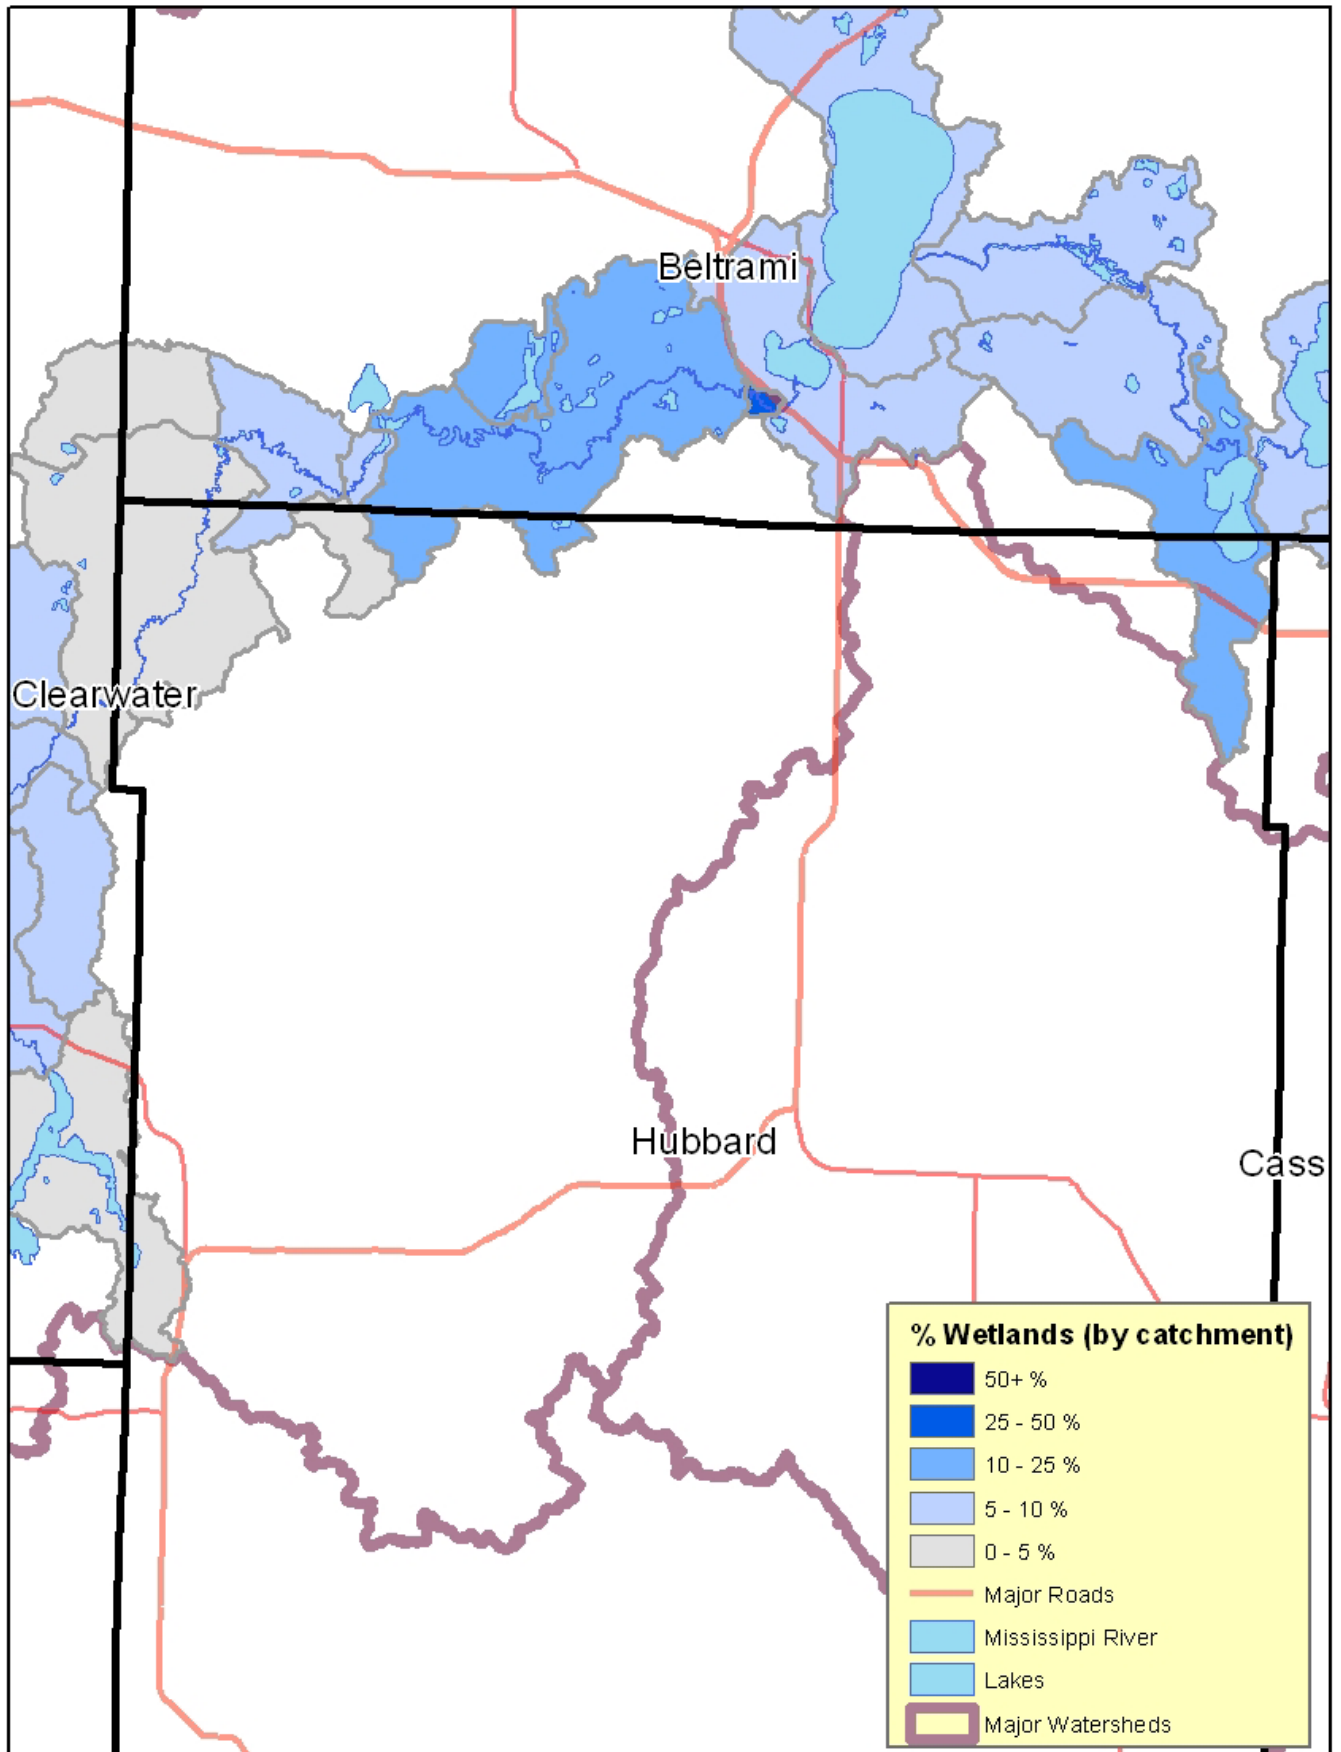 Beltrami
Clearwater
Hubbard
Cass
% Wetlands (by catchment)
50+ %
25 - 50 %
10 - 25 %
5 - 10 %
0 - 5 %
Major Roads
Mississippi River
Lakes
Major Watersheds